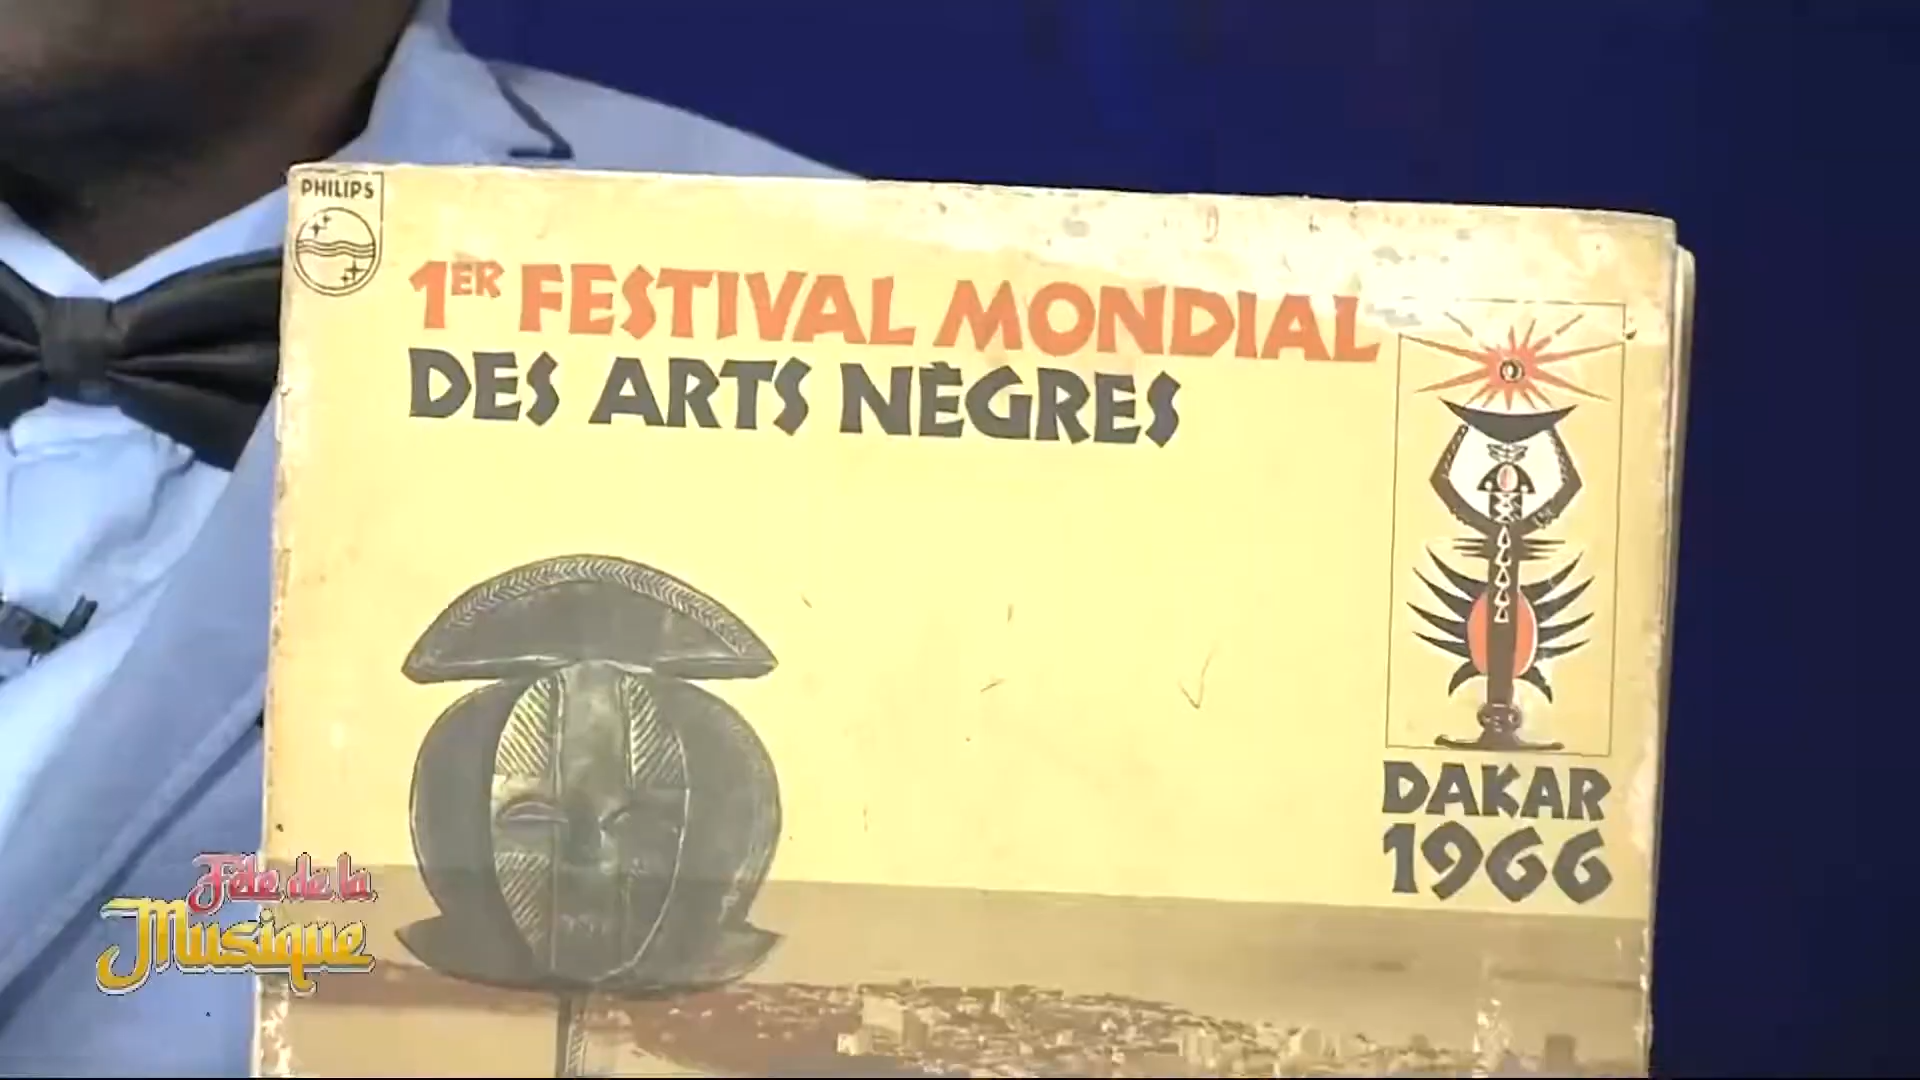 PHILIPS
1ER FESTIVAL MONDIAL
DES ARTS NÈGRES
DAKAR
1966
Fête de la
Musique